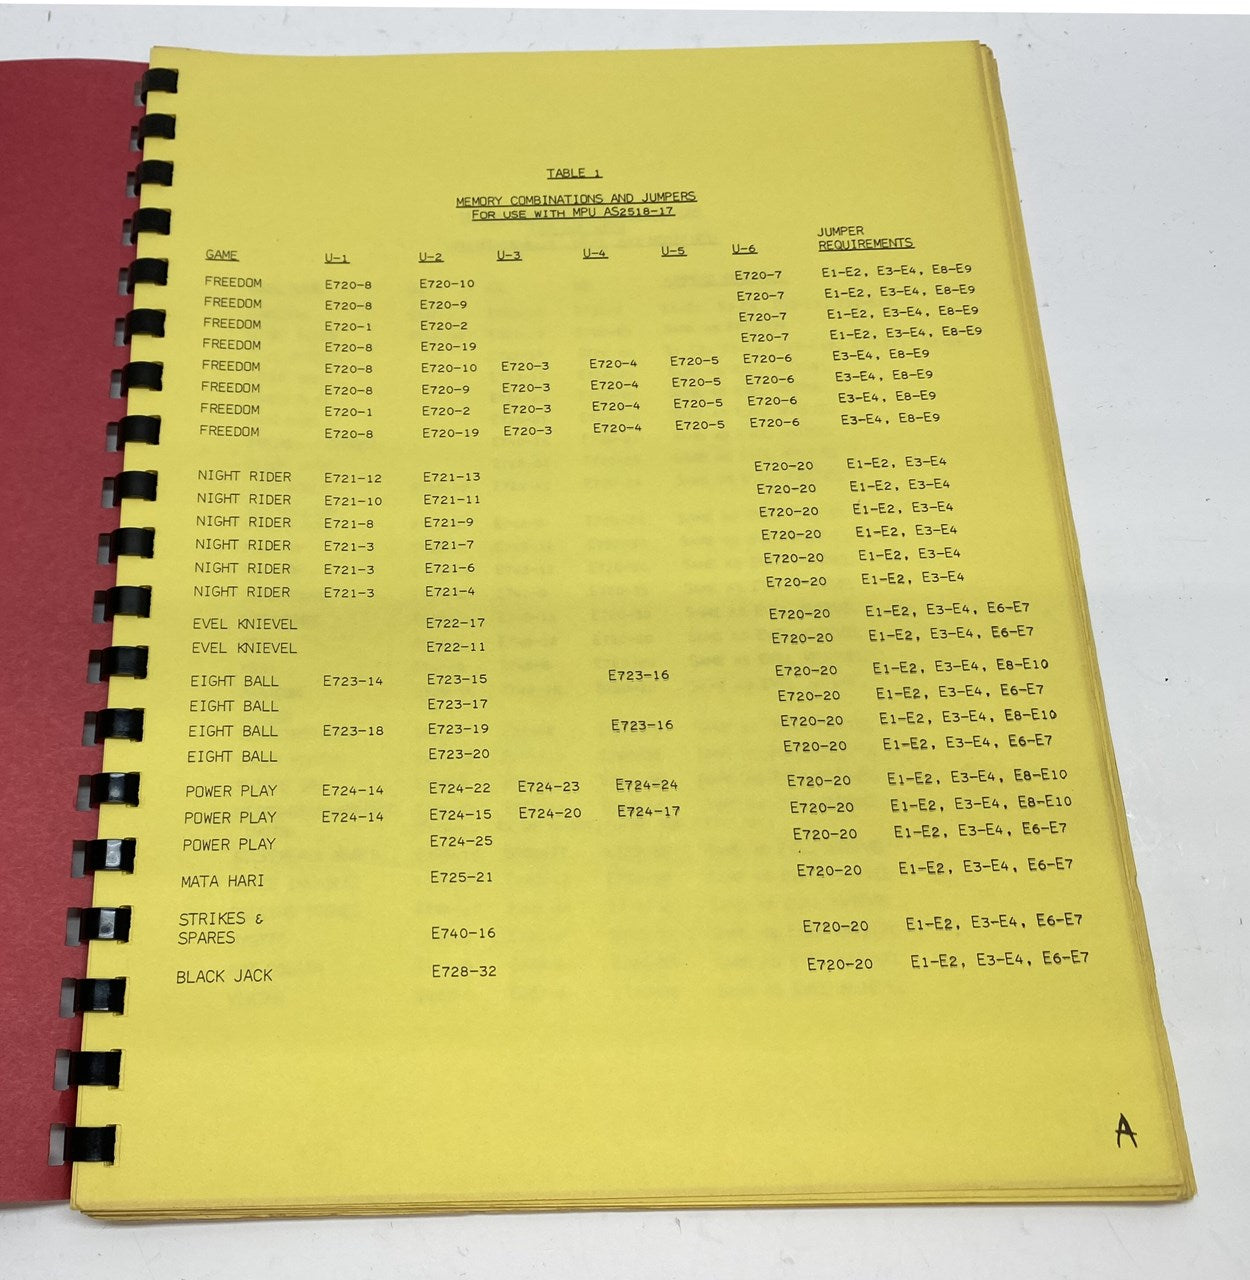 TABLE 1
MEMORY COMBINATIONS AND JUMPERS
FOR USE WITH MPU AS2518-17
GAME U-1 U-2 U-3 U-4 U-5 U-6 JUMPER REQUIREMENTS
FREEDOM E720-8 E720-10 E720-7 E1-E2, E3-E4, E8-E9
FREEDOM E720-8 E720-9 E720-7 E1-E2, E3-E4, E8-E9
FREEDOM E720-1 E720-2 E720-7 E1-E2, E3-E4, E8-E9
FREEDOM E720-8 E720-19 E720-7 E1-E2, E3-E4, E8-E9
FREEDOM E720-8 E720-10 E720-3 E720-4 E720-5 E720-6 E3-E4, E8-E9
FREEDOM E720-8 E720-9 E720-3 E720-4 E720-5 E720-6 E3-E4, E8-E9
FREEDOM E720-1 E720-2 E720-3 E720-4 E720-5 E720-6 E3-E4, E8-E9
FREEDOM E720-8 E720-19 E720-3 E720-4 E720-5 E720-6 E3-E4, E8-E9
NIGHT RIDER E721-12 E721-13 E720-20 E1-E2, E3-E4
NIGHT RIDER E721-10 E721-11 E720-20 E1-E2, E3-E4
NIGHT RIDER E721-8 E721-9 E720-20 E1-E2, E3-E4
NIGHT RIDER E721-3 E721-7 E720-20 E1-E2, E3-E4
NIGHT RIDER E721-3 E721-6 E720-20 E1-E2, E3-E4
NIGHT RIDER E721-3 E721-4 E720-20 E1-E2, E3-E4
EVEL KNIEVEL E722-17 E720-20 E1-E2, E3-E4, E6-E7
EVEL KNIEVEL E722-11 E720-20 E1-E2, E3-E4, E6-E7
EIGHT BALL E723-14 E723-15 E723-16 E720-20 E1-E2, E3-E4, E8-E10
EIGHT BALL E723-17 E720-20 E1-E2, E3-E4, E6-E7
EIGHT BALL E723-18 E723-19 E723-16 E720-20 E1-E2, E3-E4, E8-E10
EIGHT BALL E723-20 E720-20 E1-E2, E3-E4, E6-E7
POWER PLAY E724-14 E724-22 E724-23 E724-24 E720-20 E1-E2, E3-E4, E8-E10
POWER PLAY E724-14 E724-15 E724-20 E724-17 E720-20 E1-E2, E3-E4, E8-E10
POWER PLAY E724-25 E720-20 E1-E2, E3-E4, E6-E7
MATA HARI E725-21 E720-20 E1-E2, E3-E4, E6-E7
STRIKES &
SPARES E740-16 E720-20 E1-E2, E3-E4, E6-E7
BLACK JACK E728-32 E720-20 E1-E2, E3-E4, E6-E7
A